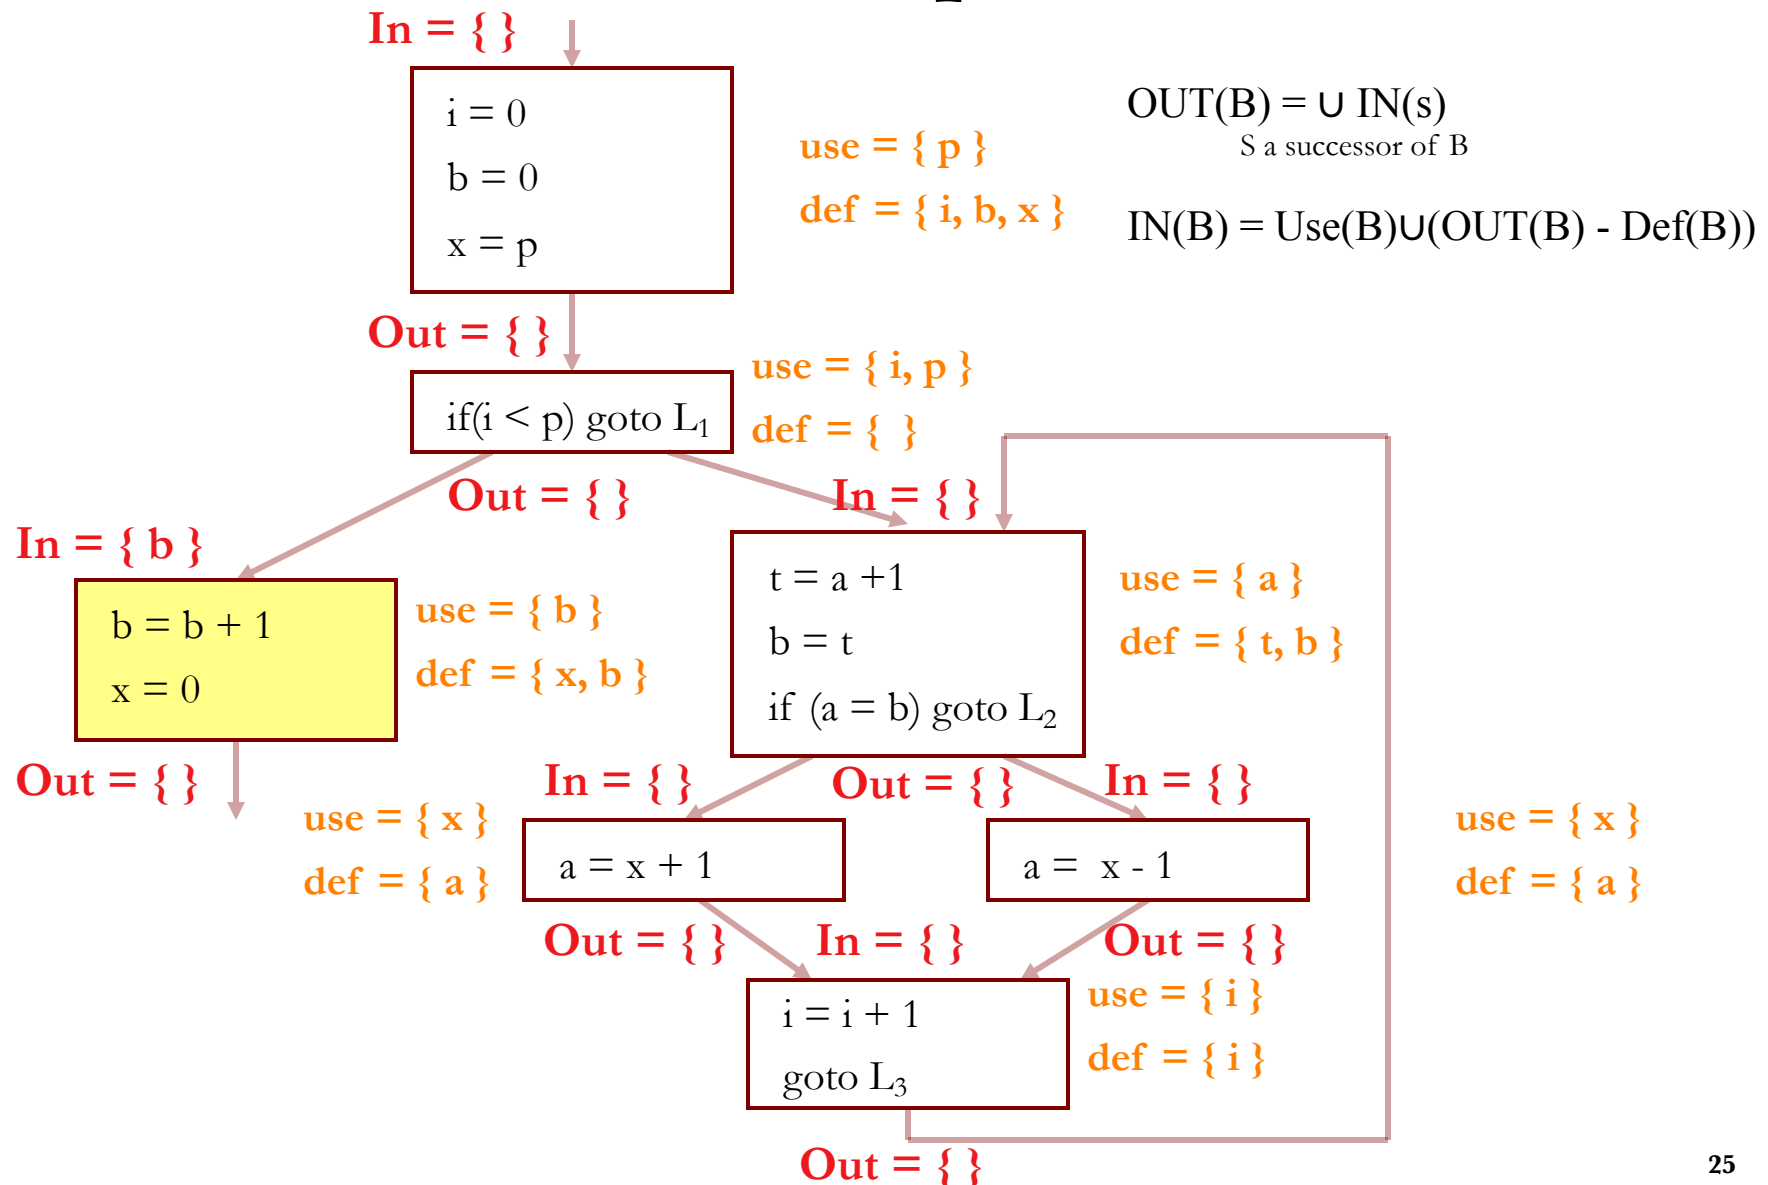 In = { }
i = 0
b = 0
x = p
use = { p }
def = { i, b, x }
OUT(B) = ∪ IN(s)
S a successor of B
IN(B) = Use(B)∪(OUT(B) - Def(B))
Out = { }
if(i < p) goto L₁
use = { i, p }
def = { }
Out = { }
In = { }
In = { b }
b = b + 1
x = 0
use = { b }
def = { x, b }
Out = { }
t = a +1
b = t
if (a = b) goto L₂
use = { a }
def = { t, b }
In = { }
Out = { }
In = { }
use = { x }
def = { a }
a = x + 1
a = x - 1
use = { x }
def = { a }
Out = { }
In = { }
Out = { }
i = i + 1
goto L₃
use = { i }
def = { i }
Out = { }
25